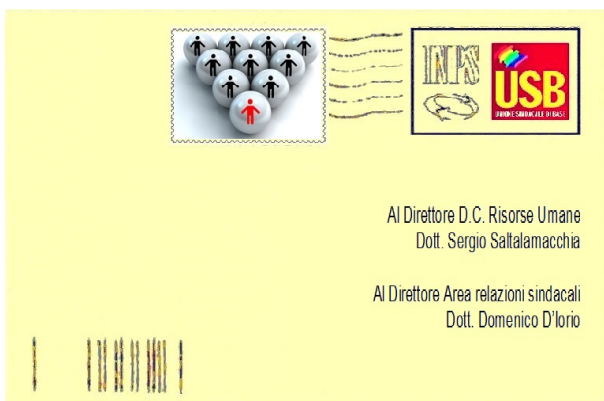 INPS
USB
UNIONE SINDACALE DI BASE
Al Direttore D.C. Risorse Umane
Dott. Sergio Saltalamacchia
Al Direttore Area relazioni sindacali
Dott. Domenico D'Iorio